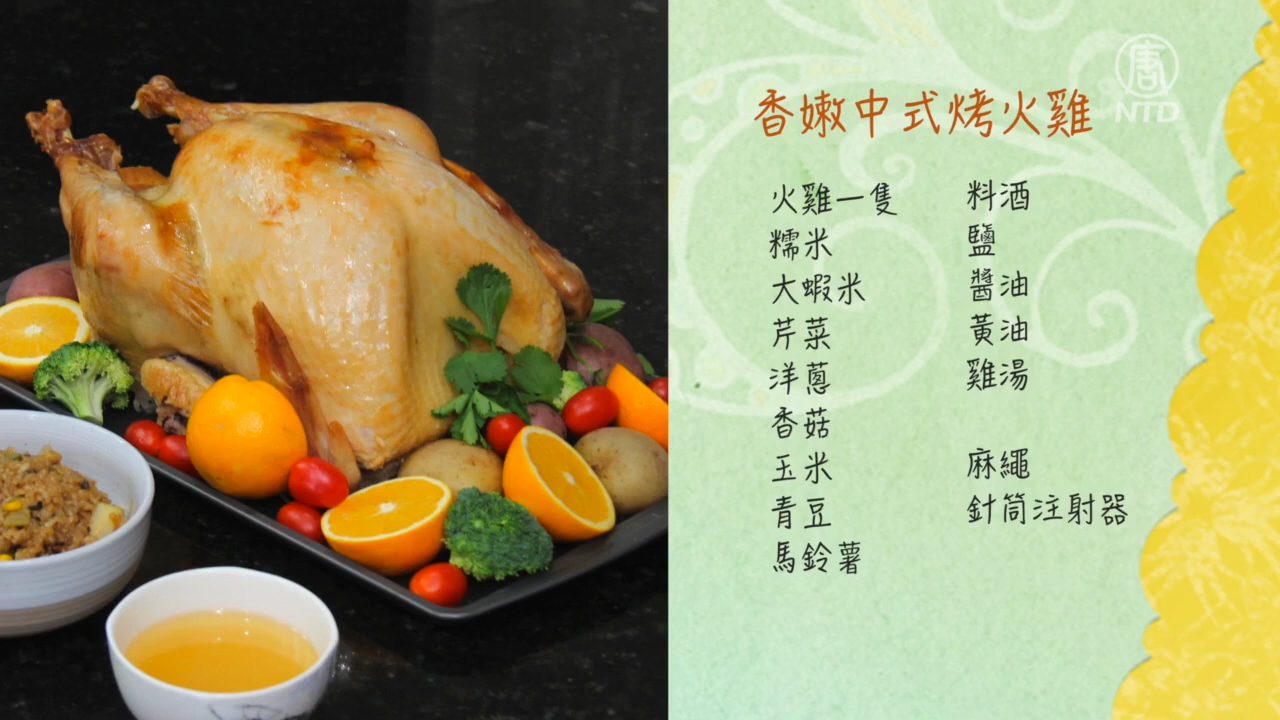 唐
NTD
香嫩中式烤火雞
火雞一隻
糯米
大蝦米
芹菜
洋蔥
香菇
玉米
青豆
馬鈴薯
料酒
鹽
醬油
黃油
雞湯
麻繩
針筒注射器